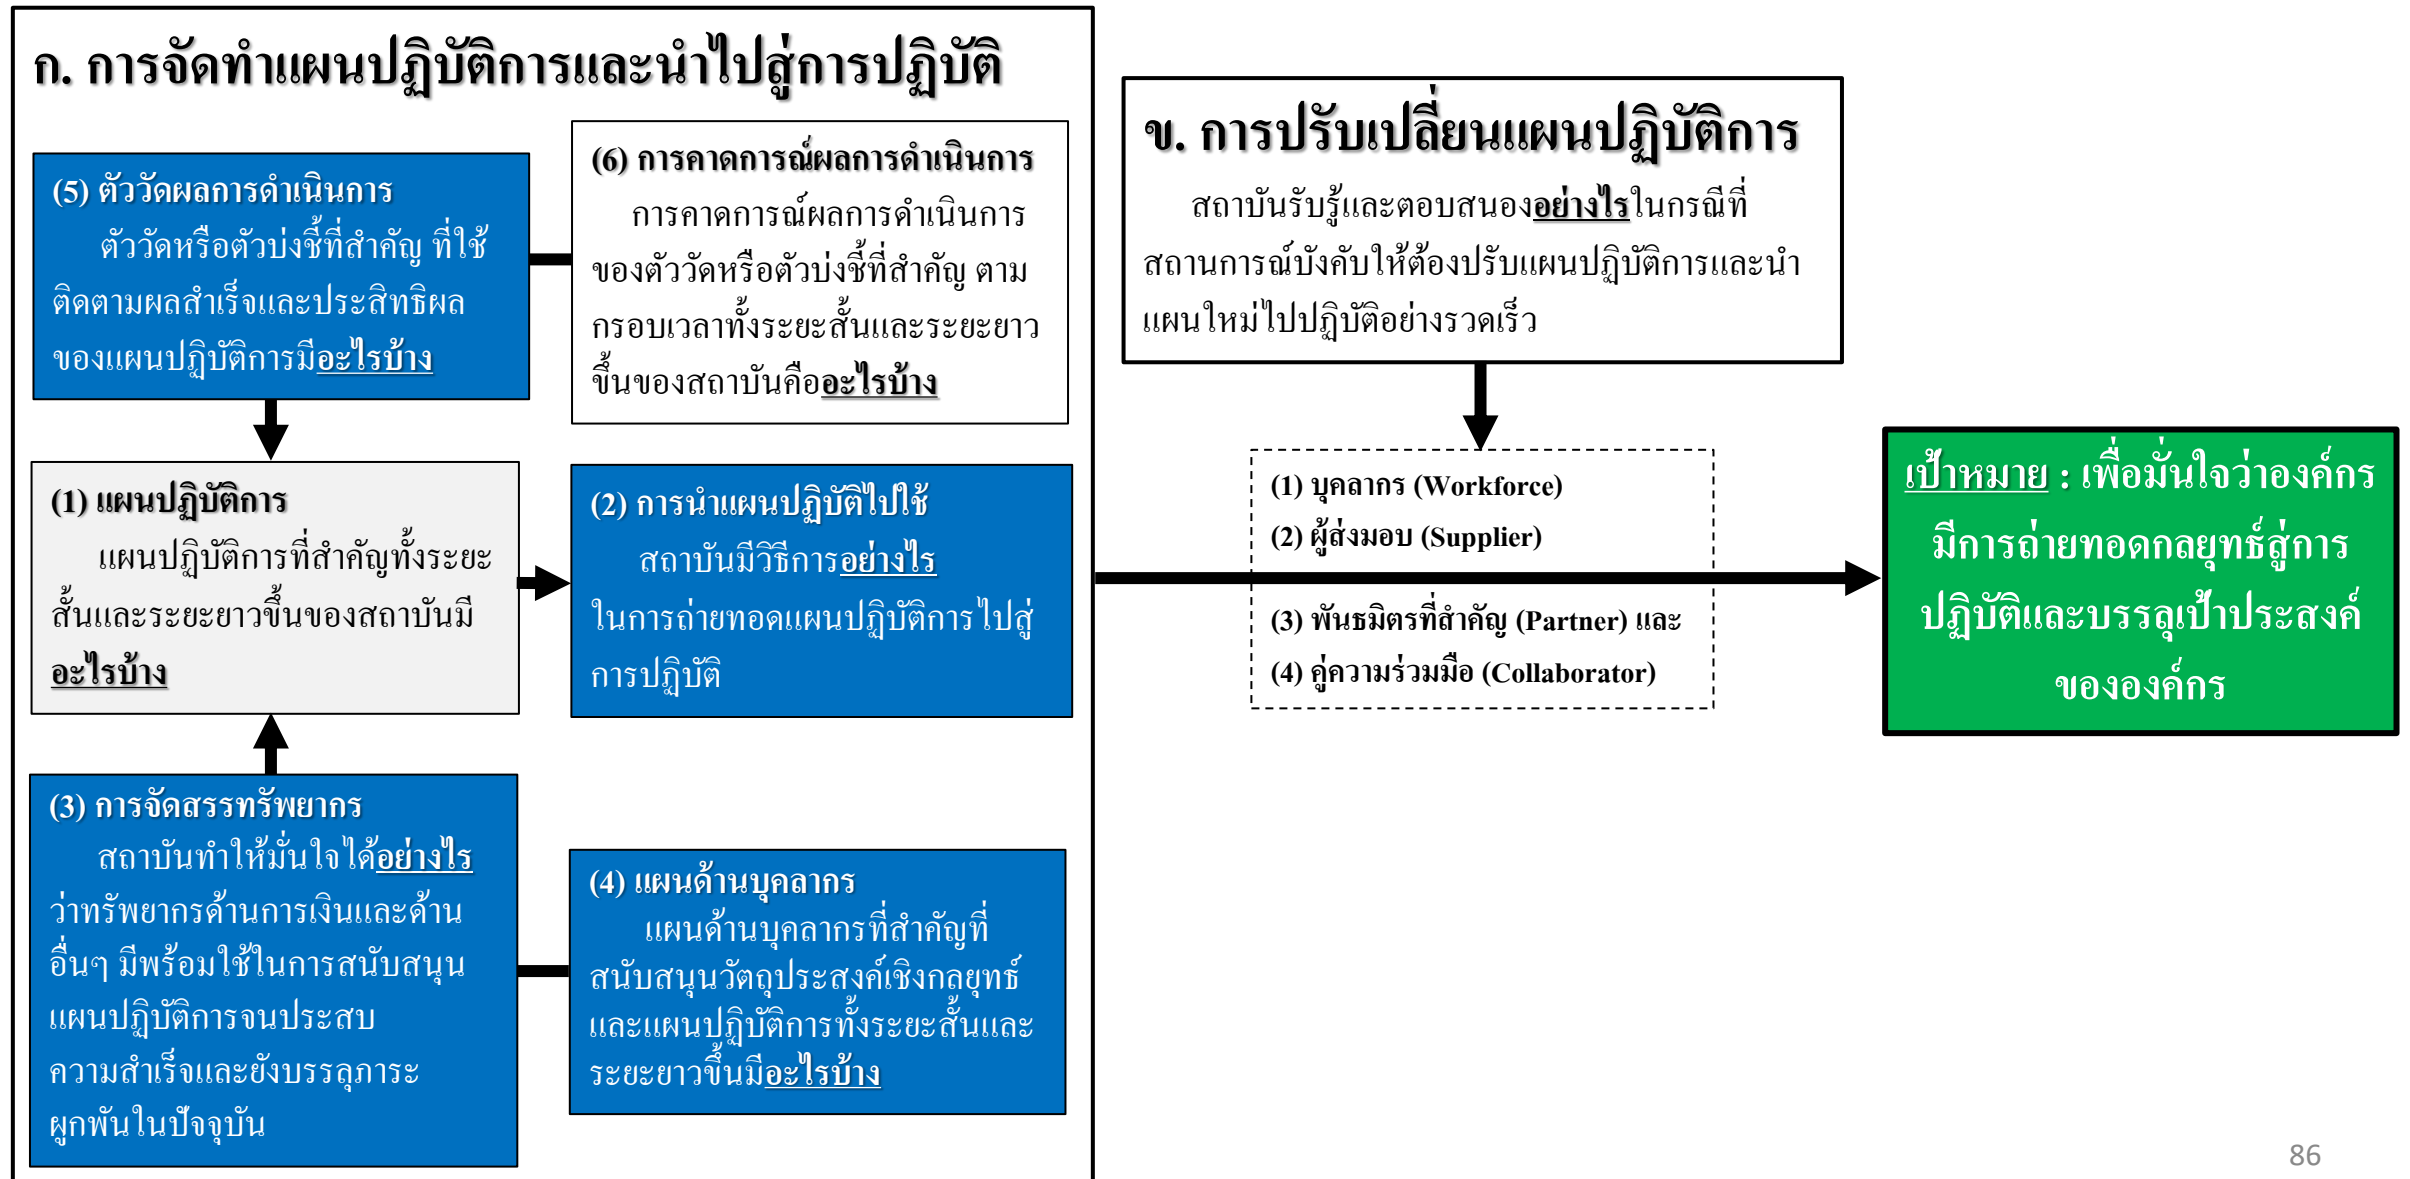 ก. การจัดทำแผนปฏิบัติการและนำไปสู่การปฏิบัติ
(5) ตัววัดผลการดำเนินการ
ตัววัดหรือตัวบ่งชี้ที่สำคัญ ที่ใช้
ติดตามผลสำเร็จและประสิทธิผล
ของแผนปฏิบัติการมีอะไรบ้าง
(6) การคาดการณ์ผลการดำเนินการ
การคาดการณ์ผลการดำเนินการ
ของตัววัดหรือตัวบ่งชี้ที่สำคัญ ตาม
กรอบเวลาทั้งระยะสั้นและระยะยาว
ขึ้นของสถาบันคืออะไรบ้าง
(1) แผนปฏิบัติการ
แผนปฏิบัติการที่สำคัญทั้งระยะ
สั้นและระยะยาวขึ้นของสถาบันมี
อะไรบ้าง
(2) การนำแผนปฏิบัติไปใช้
สถาบันมีวิธีการอย่างไร
ในการถ่ายทอดแผนปฏิบัติการไปสู่
การปฏิบัติ
(3) การจัดสรรทรัพยากร
สถาบันทำให้มั่นใจได้อย่างไร
ว่าทรัพยากรด้านการเงินและด้าน
อื่นๆ มีพร้อมใช้ในการสนับสนุน
แผนปฏิบัติการจนประสบ
ความสำเร็จและยังบรรลุภาระ
ผูกพันในปัจจุบัน
(4) แผนด้านบุคลากร
แผนด้านบุคลากรที่สำคัญที่
สนับสนุนวัตถุประสงค์เชิงกลยุทธ์
และแผนปฏิบัติการทั้งระยะสั้นและ
ระยะยาวขึ้นมีอะไรบ้าง
ข. การปรับเปลี่ยนแผนปฏิบัติการ
สถาบันรับรู้และตอบสนองอย่างไรในกรณีที่
สถานการณ์บังคับให้ต้องปรับแผนปฏิบัติการและนำ
แผนใหม่ไปปฏิบัติอย่างรวดเร็ว
(1) บุคลากร (Workforce)
(2) ผู้ส่งมอบ (Supplier)
(3) พันธมิตรที่สำคัญ (Partner) และ
(4) คู่ความร่วมมือ (Collaborator)
เป้าหมาย : เพื่อมั่นใจว่าองค์กร
มีการถ่ายทอดกลยุทธ์สู่การ
ปฏิบัติและบรรลุเป้าประสงค์
ขององค์กร
86